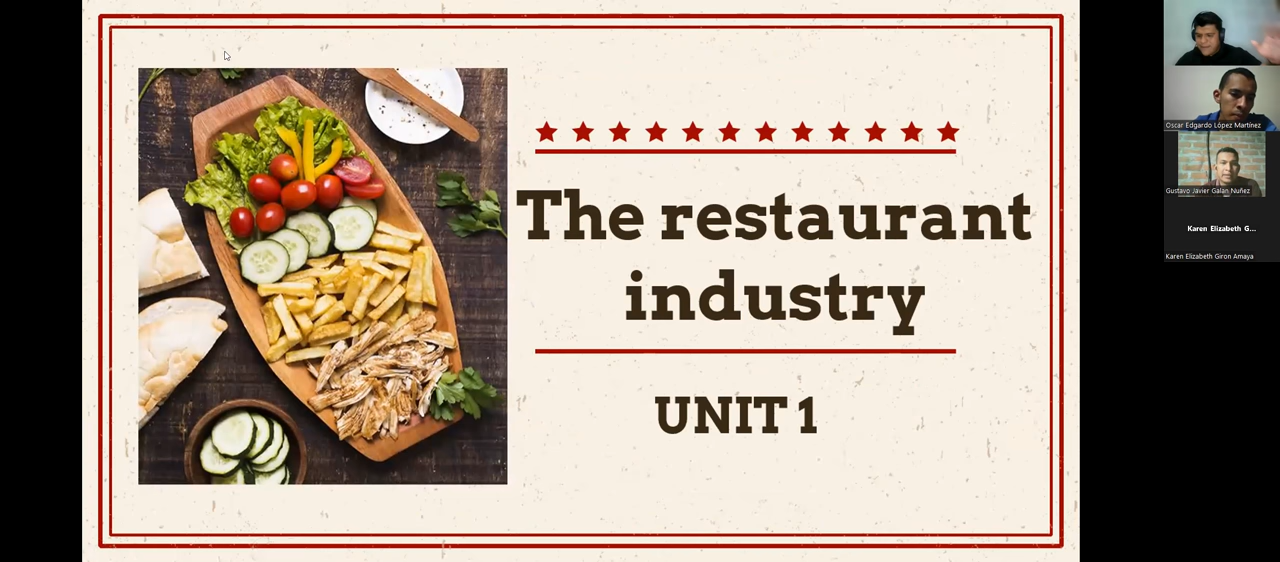 The restaurant
industry
UNIT 1
Oscar Edgardo López Martínez
Gustavo Javier Galan Nuñez
Karen Elizabeth G...
Karen Elizabeth Giron Amaya